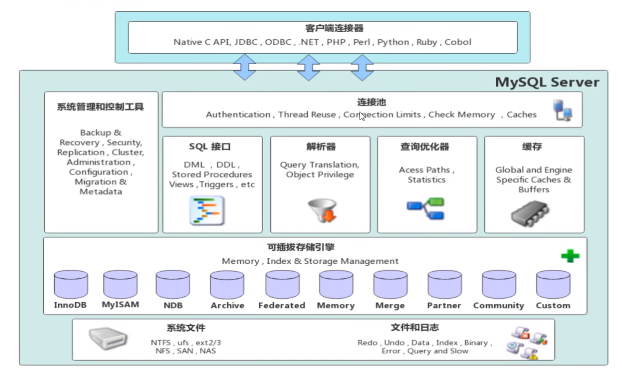 客户端连接器
Native C API, JDBC , ODBC , .NET , PHP , Perl , Python , Ruby , Cobol
MySQL Server
系统管理和控制工具
Backup &
Recovery , Security,
Replication , Cluster,
Administration ,
Configuration ,
Migration &
Metadata
连接池
Authentication , Thread Reuse , Connection Limits , Check Memory , Caches
SQL 接口
DML , DDL ,
Stored Procedures
Views ,Triggers , etc
解析器
Query Translation,
Object Privilege
查询优化器
Acess Paths ,
Statistics
缓存
Global and Engine
Specific Caches &
Buffers
可插拔存储引擎
Memory , Index & Storage Management
InnoDB
MyISAM
NDB
Archive
Federated
Memory
Merge
Partner
Community
Custom
系统文件
NTFS , ufs , ext2/3
NFS , SAN , NAS
文件和日志
Redo , Undo , Data , Index , Binary ,
Error , Query and Slow